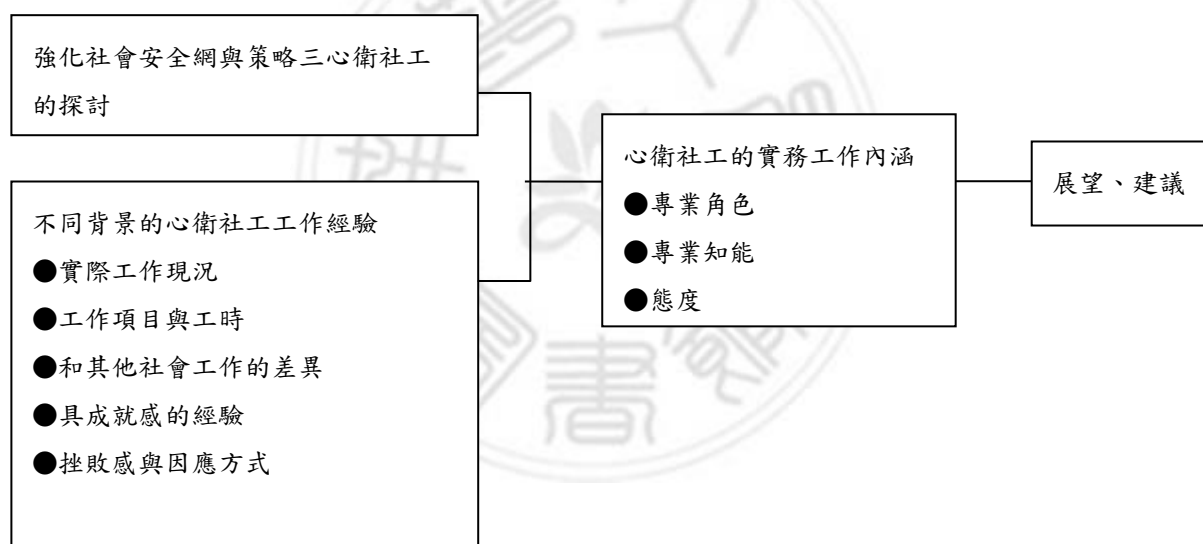 強化社會安全網與策略三心衛社工
的探討
不同背景的心衛社工工作經驗
●實際工作現況
●工作項目與工時
●和其他社會工作的差異
●具成就感的經驗
●挫敗感與因應方式
心衛社工的實務工作內涵
●專業角色
●專業知能
●態度
展望、建議